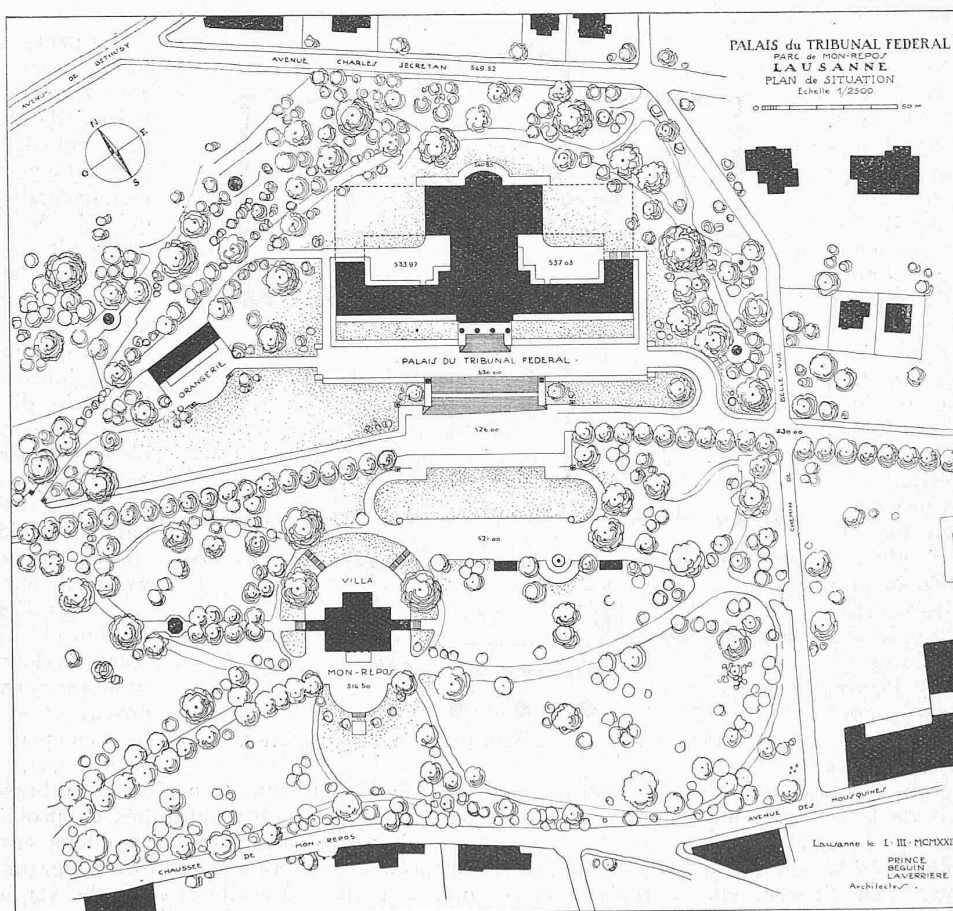 PALAIS du TRIBUNAL FEDERAL
PARC de MON-REPOS
LAUSANNE
PLAN de SITUATION
Echelle 1/2500
0 50 M
AVENUE DE BETHUSY
AVENUE CHARLES SECRETAN 549.52
N
E
S
O
533.97
537.03
ORANGERIE
- PALAIS DU TRIBUNAL FEDERAL -
530.00
526.00
BELLE-VUE
530.00
CHEMIN DE
521.00
VILLA
MON-REPOS
514.50
CHAUSSEE DE MON-REPOS
AVENUE DES MOUSQUINES
Lausanne le I-III-MCMXXII
PRINCE
BEGUIN
LAVERRIERE
Architectes.